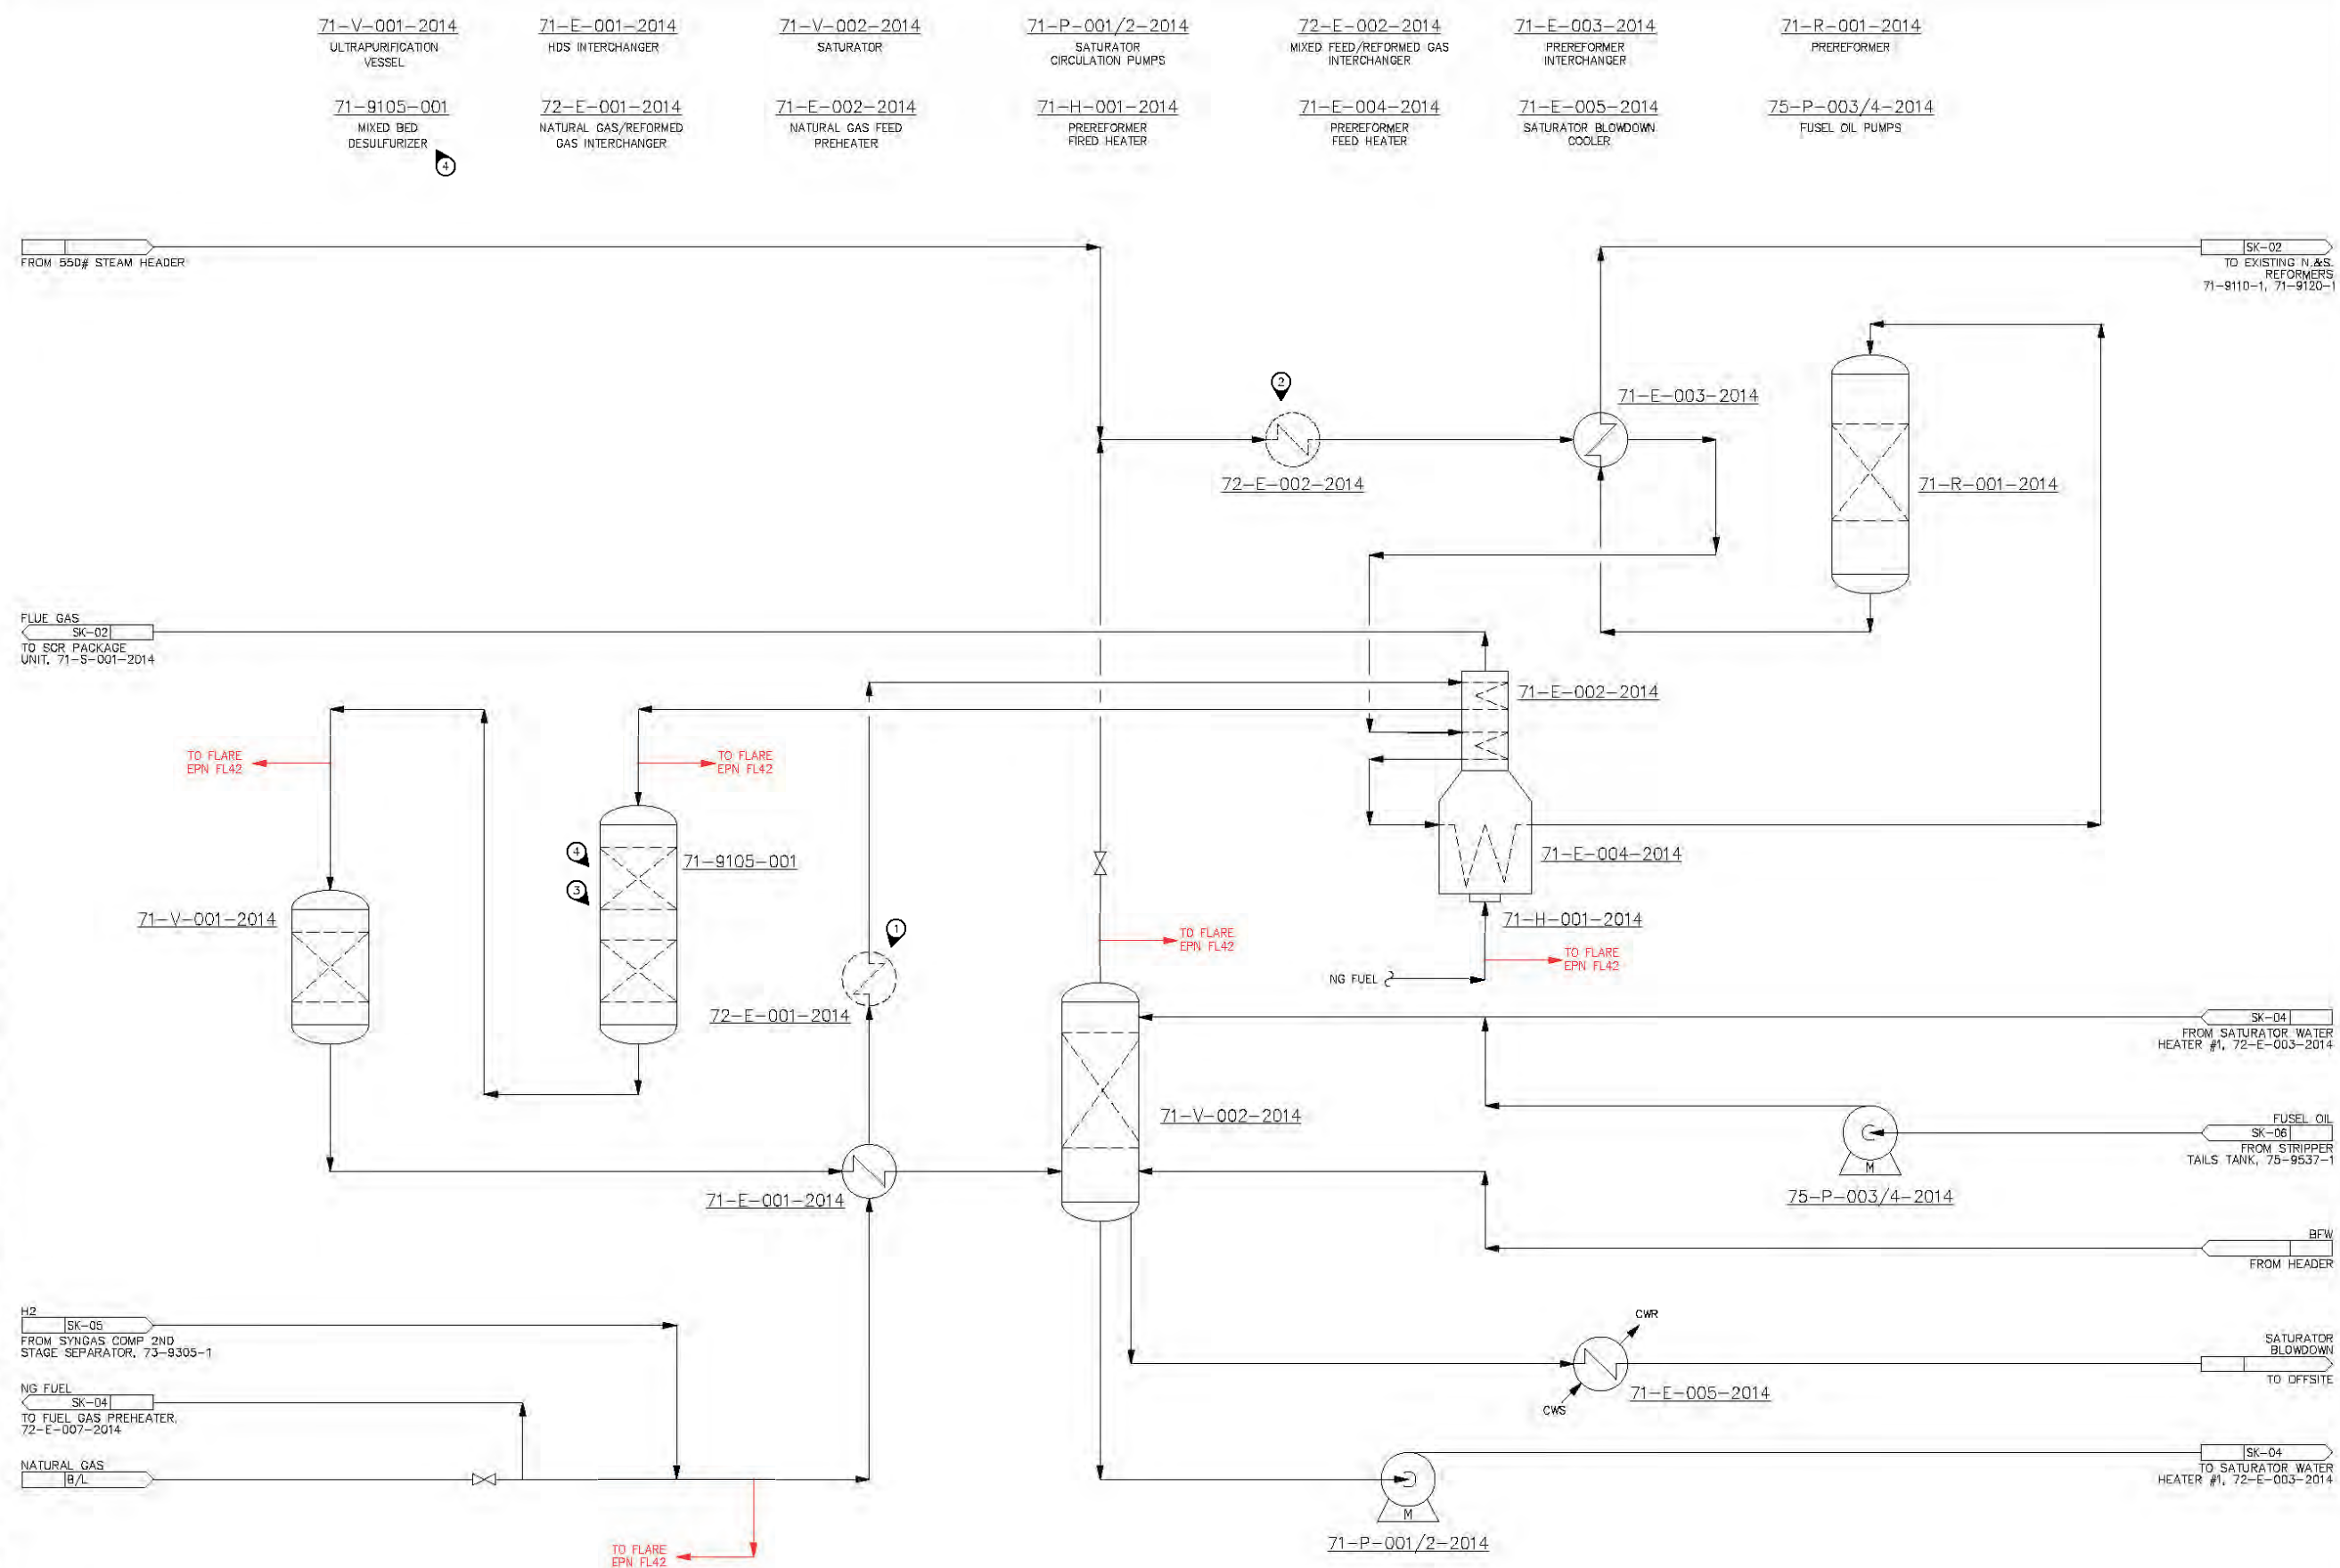 71-V-001-2014
ULTRAPURIFICATION
VESSEL
71-E-001-2014
HDS INTERCHANGER
71-V-002-2014
SATURATOR
71-P-001/2-2014
SATURATOR
CIRCULATION PUMPS
72-E-002-2014
MIXED FEED/REFORMED GAS
INTERCHANGER
71-E-003-2014
PREREFORMER
INTERCHANGER
71-R-001-2014
PREREFORMER
71-9105-001
MIXED BED
DESULFURIZER
4
72-E-001-2014
NATURAL GAS/REFORMED
GAS INTERCHANGER
71-E-002-2014
NATURAL GAS FEED
PREHEATER
71-H-001-2014
PREREFORMER
FIRED HEATER
71-E-004-2014
PREREFORMER
FEED HEATER
71-E-005-2014
SATURATOR BLOWDOWN
COOLER
75-P-003/4-2014
FUSEL OIL PUMPS
FROM 550# STEAM HEADER
SK-02
TO EXISTING N.&S.
REFORMERS
71-9110-1, 71-9120-1
2
71-E-003-2014
72-E-002-2014
71-R-001-2014
FLUE GAS
SK-02
TO SCR PACKAGE
UNIT, 71-S-001-2014
71-E-002-2014
TO FLARE
EPN FL42
TO FLARE
EPN FL42
4
71-9105-001
3
71-E-004-2014
71-V-001-2014
71-H-001-2014
1
TO FLARE
EPN FL42
TO FLARE
EPN FL42
NG FUEL
72-E-001-2014
SK-04
FROM SATURATOR WATER
HEATER #1, 72-E-003-2014
71-V-002-2014
FUSEL OIL
SK-06
FROM STRIPPER
TAILS TANK, 75-9537-1
M
75-P-003/4-2014
71-E-001-2014
BFW
FROM HEADER
H2
SK-05
FROM SYNGAS COMP 2ND
STAGE SEPARATOR, 73-9305-1
CWR
SATURATOR
BLOWDOWN
TO OFFSITE
71-E-005-2014
CWS
NG FUEL
SK-04
TO FUEL GAS PREHEATER,
72-E-007-2014
NATURAL GAS
B/L
SK-04
TO SATURATOR WATER
HEATER #1, 72-E-003-2014
M
71-P-001/2-2014
TO FLARE
EPN FL42